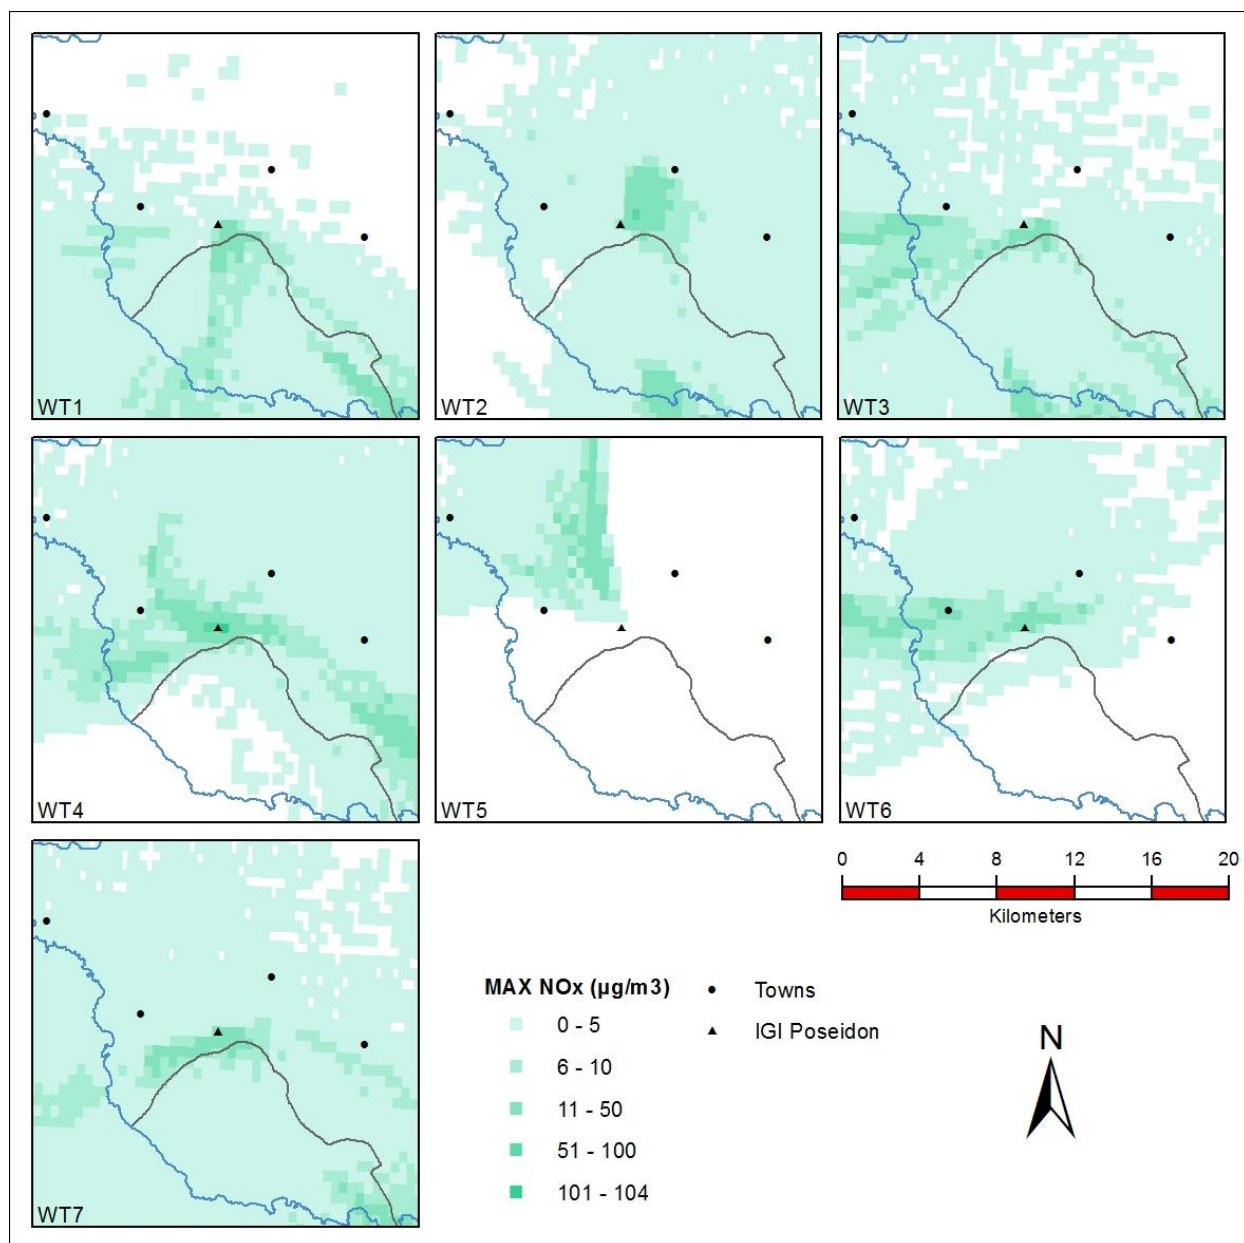 WT1
WT2
WT3
WT4
WT5
WT6
0 4 8 12 16 20
Kilometers
WT7
MAX NOx (µg/m3)
0 - 5
6 - 10
11 - 50
51 - 100
101 - 104
Towns
IGI Poseidon
N